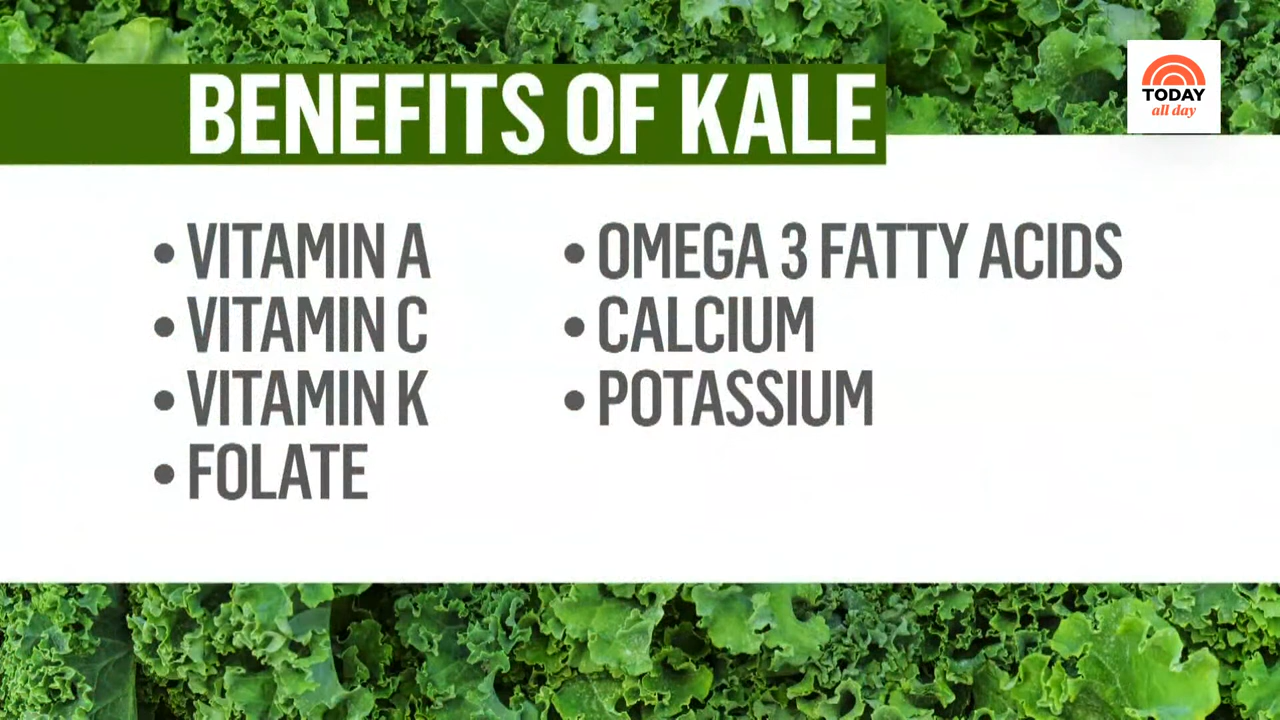 BENEFITS OF KALE
TODAY
all day
• VITAMIN A
• VITAMIN C
• VITAMIN K
• FOLATE
• OMEGA 3 FATTY ACIDS
• CALCIUM
• POTASSIUM